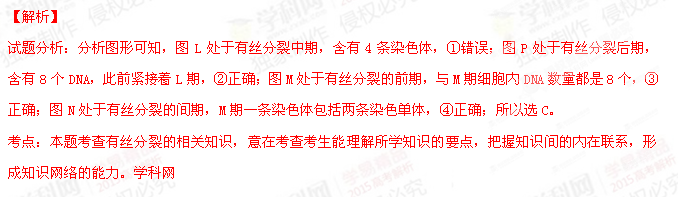 【解析】
试题分析：分析图形可知，图 L 处于有丝分裂中期，含有 4 条染色体，①错误；图 P 处于有丝分裂后期，
含有 8 个 DNA，此前紧接着 L 期，②正确；图 M 处于有丝分裂的前期，与 M 期细胞内 DNA 数量都是 8 个，③
正确；图 N 处于有丝分裂的间期，M 期一条染色体包括两条染色单体，④正确；所以选 C。
考点：本题考查有丝分裂的相关知识，意在考查考生能理解所学知识的要点，把握知识间的内在联系，形
成知识网络的能力。学科网